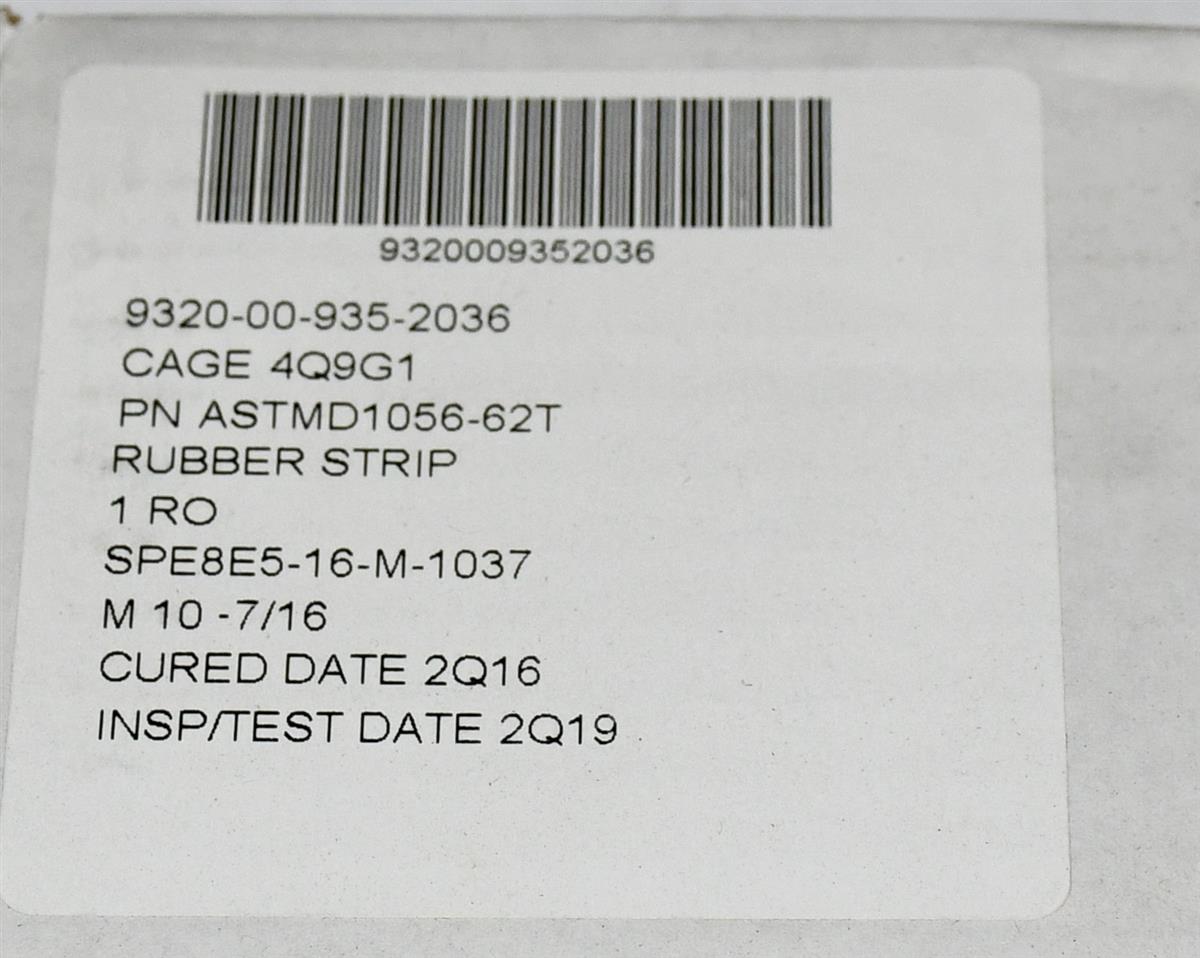 9320009352036
9320-00-935-2036
CAGE 4Q9G1
PN ASTMD1056-62T
RUBBER STRIP
1 RO
SPE8E5-16-M-1037
M 10 -7/16
CURED DATE 2Q16
INSP/TEST DATE 2Q19